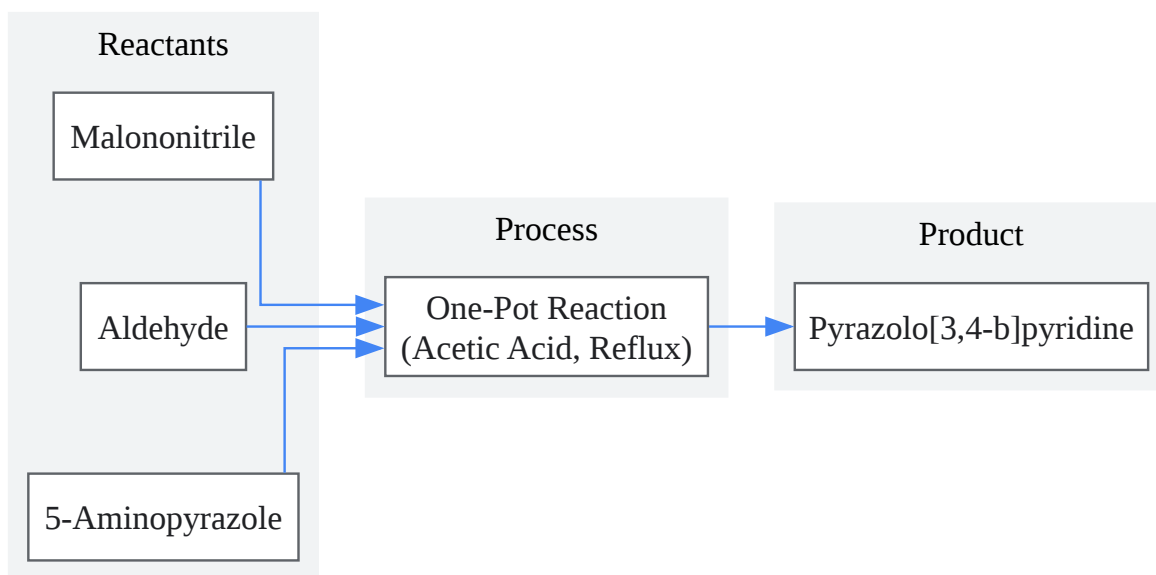 Reactants
Malononitrile
Aldehyde
5-Aminopyrazole
Process
One-Pot Reaction
(Acetic Acid, Reflux)
Product
Pyrazolo[3,4-b]pyridine